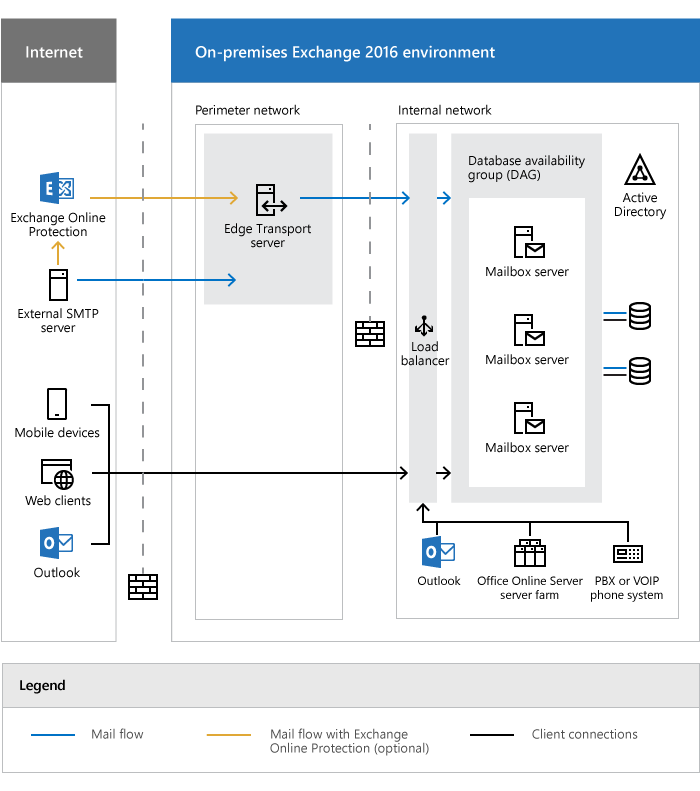 Internet
On-premises Exchange 2016 environment
Perimeter network
Internal network
Database availability
group (DAG)
Active
Directory
E
Exchange Online
Protection
Edge Transport
server
Mailbox server
External SMTP
server
Mailbox server
Load
balancer
Mobile devices
Mailbox server
Web clients
O
Outlook
O
Outlook
Office Online Server
server farm
PBX or VOIP
phone system
Legend
Mail flow
Mail flow with Exchange
Online Protection (optional)
Client connections